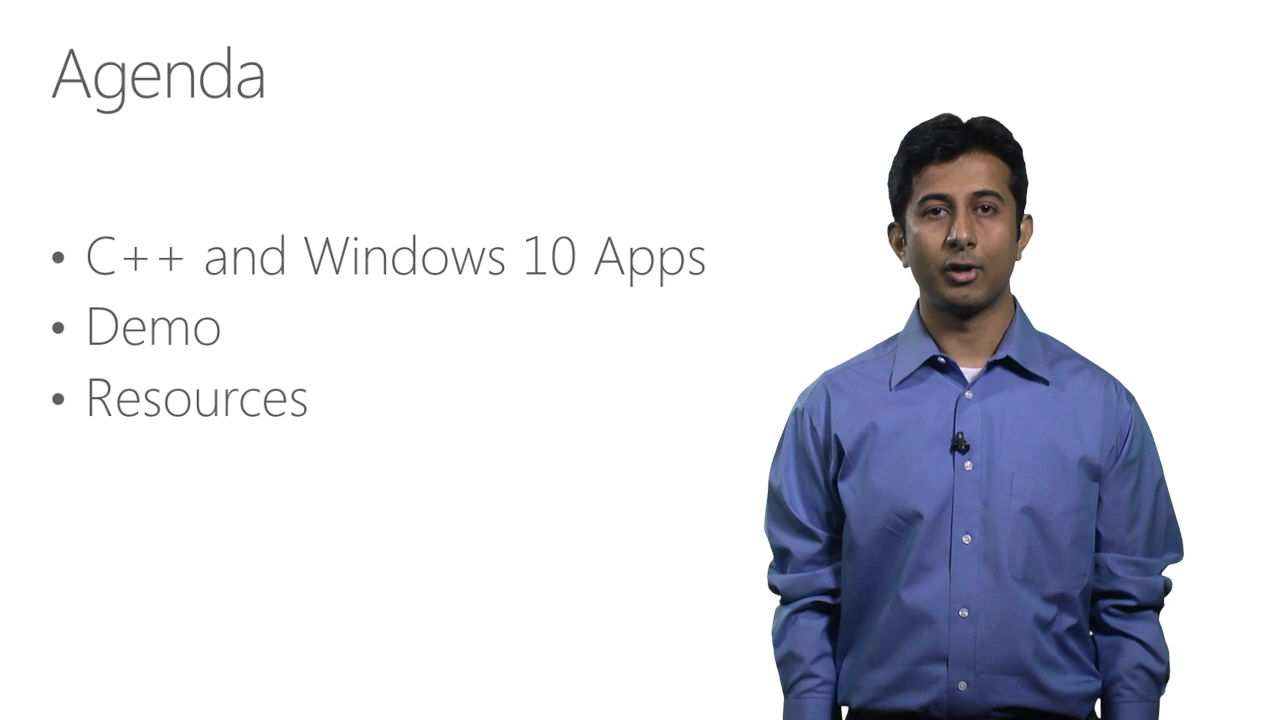 Agenda
• C++ and Windows 10 Apps
• Demo
• Resources